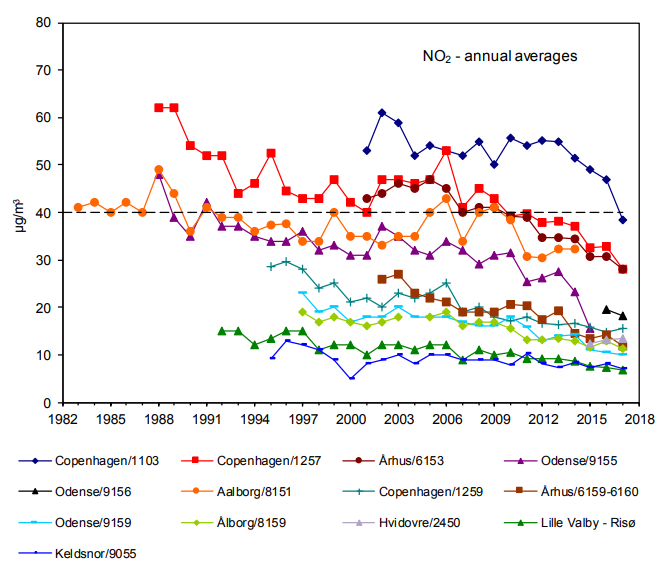 NO₂ - annual averages
µg/m³
80
70
60
50
40
30
20
10
0
1982 1985 1988 1991 1994 1997 2000 2003 2006 2009 2012 2015 2018
Copenhagen/1103 Copenhagen/1257 Århus/6153 Odense/9155
Odense/9156 Aalborg/8151 Copenhagen/1259 Århus/6159-6160
Odense/9159 Ålborg/8159 Hvidovre/2450 Lille Valby - Risø
Keldsnor/9055